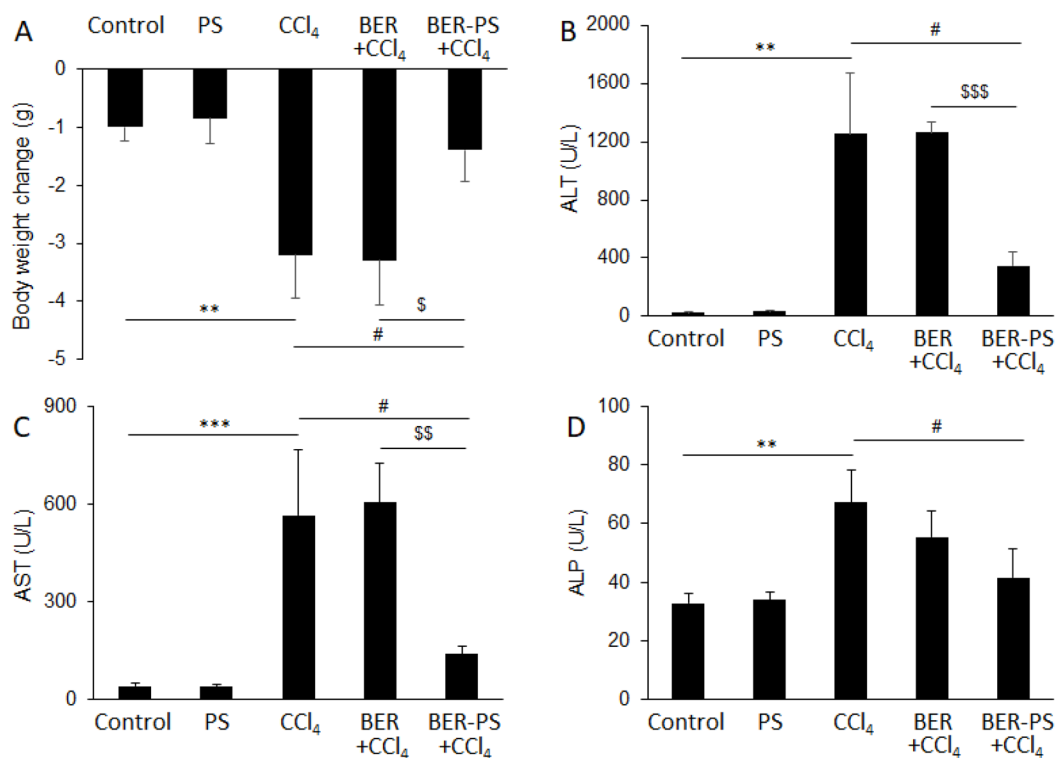 A
Control PS CCl₄ BER BER-PS
+CCl₄ +CCl₄
0
-1
-2
-3
-4
-5
Body weight change (g)
** $
#
B
2000
1600
1200
800
400
0
ALT (U/L)
** #
$$$
Control PS CCl₄ BER BER-PS
+CCl₄ +CCl₄
C
900
600
300
0
AST (U/L)
#
*** $$
Control PS CCl₄ BER BER-PS
+CCl₄ +CCl₄
D
100
80
60
40
20
0
ALP (U/L)
** #
Control PS CCl₄ BER BER-PS
+CCl₄ +CCl₄